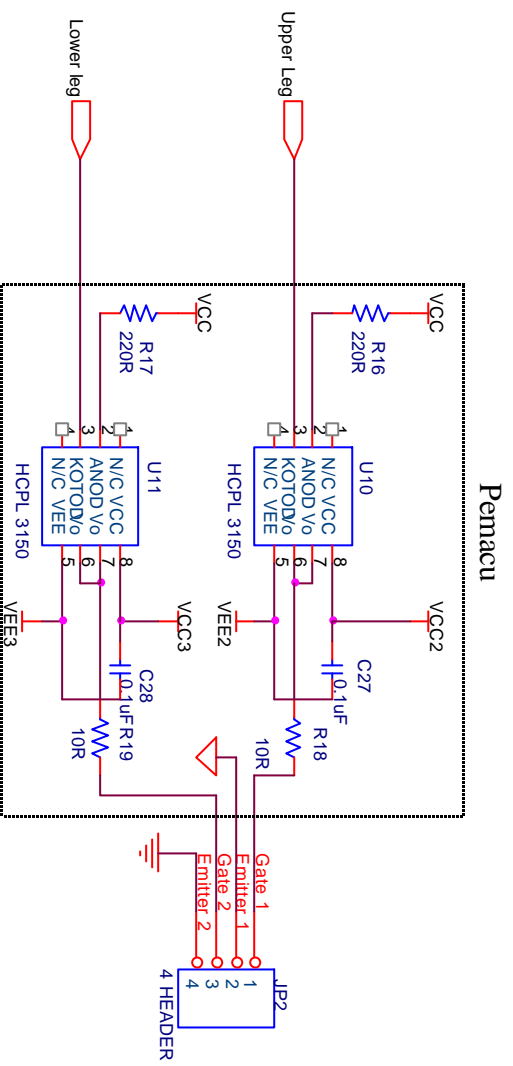 Pemacu
Upper Leg
VCC
R16
220R
1
2
3
4
U10
N/C VCC
ANOD Vo
KOTOD Vo
N/C VEE
HCPL 3150
8
7
6
5
VCC2
VEE2
C27
0.1uF
R18
10R
Lower leg
VCC
R17
220R
1
2
3
4
U11
N/C VCC
ANOD Vo
KOTOD Vo
N/C VEE
HCPL 3150
8
7
6
5
VCC3
VEE3
C28
0.1uF
R19
10R
Gate 1
Emitter 1
Gate 2
Emitter 2
JP2
1
2
3
4
4 HEADER